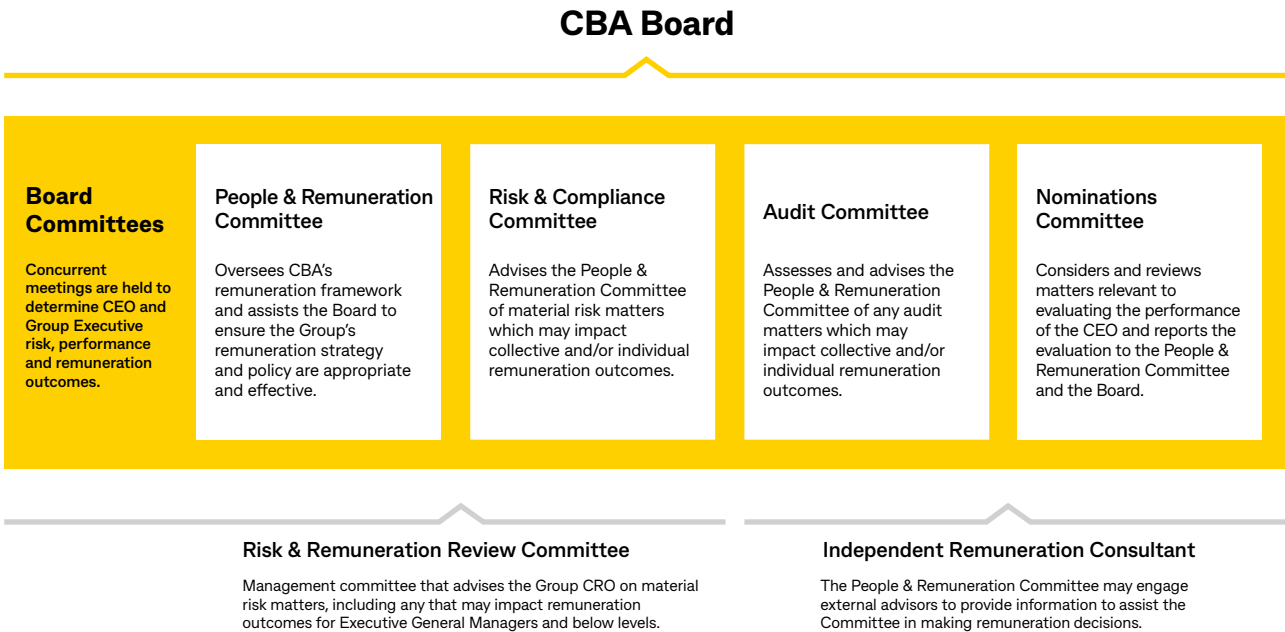 CBA Board
Board
Committees
Concurrent
meetings are held to
determine CEO and
Group Executive
risk, performance
and remuneration
outcomes.
People & Remuneration
Committee
Oversees CBA’s
remuneration framework
and assists the Board to
ensure the Group’s
remuneration strategy
and policy are appropriate
and effective.
Risk & Compliance
Committee
Advises the People &
Remuneration Committee
of material risk matters
which may impact
collective and/or individual
remuneration outcomes.
Audit Committee
Assesses and advises the
People & Remuneration
Committee of any audit
matters which may
impact collective and/or
individual remuneration
outcomes.
Nominations
Committee
Considers and reviews
matters relevant to
evaluating the performance
of the CEO and reports the
evaluation to the People &
Remuneration Committee
and the Board.
Risk & Remuneration Review Committee
Management committee that advises the Group CRO on material
risk matters, including any that may impact remuneration
outcomes for Executive General Managers and below levels.
Independent Remuneration Consultant
The People & Remuneration Committee may engage
external advisors to provide information to assist the
Committee in making remuneration decisions.